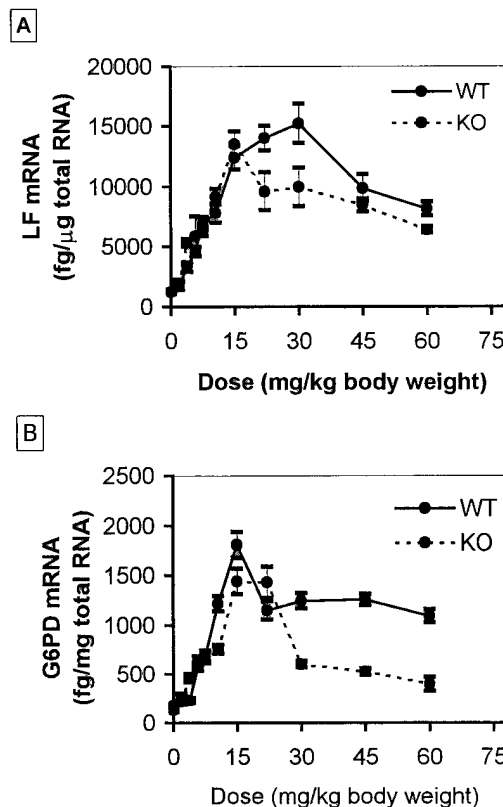 A
20000
15000
10000
5000
0
LF mRNA
(fg/μg total RNA)
WT
KO
0 15 30 45 60 75
Dose (mg/kg body weight)
B
2500
2000
1500
1000
500
0
G6PD mRNA
(fg/mg total RNA)
WT
KO
0 15 30 45 60 75
Dose (mg/kg body weight)